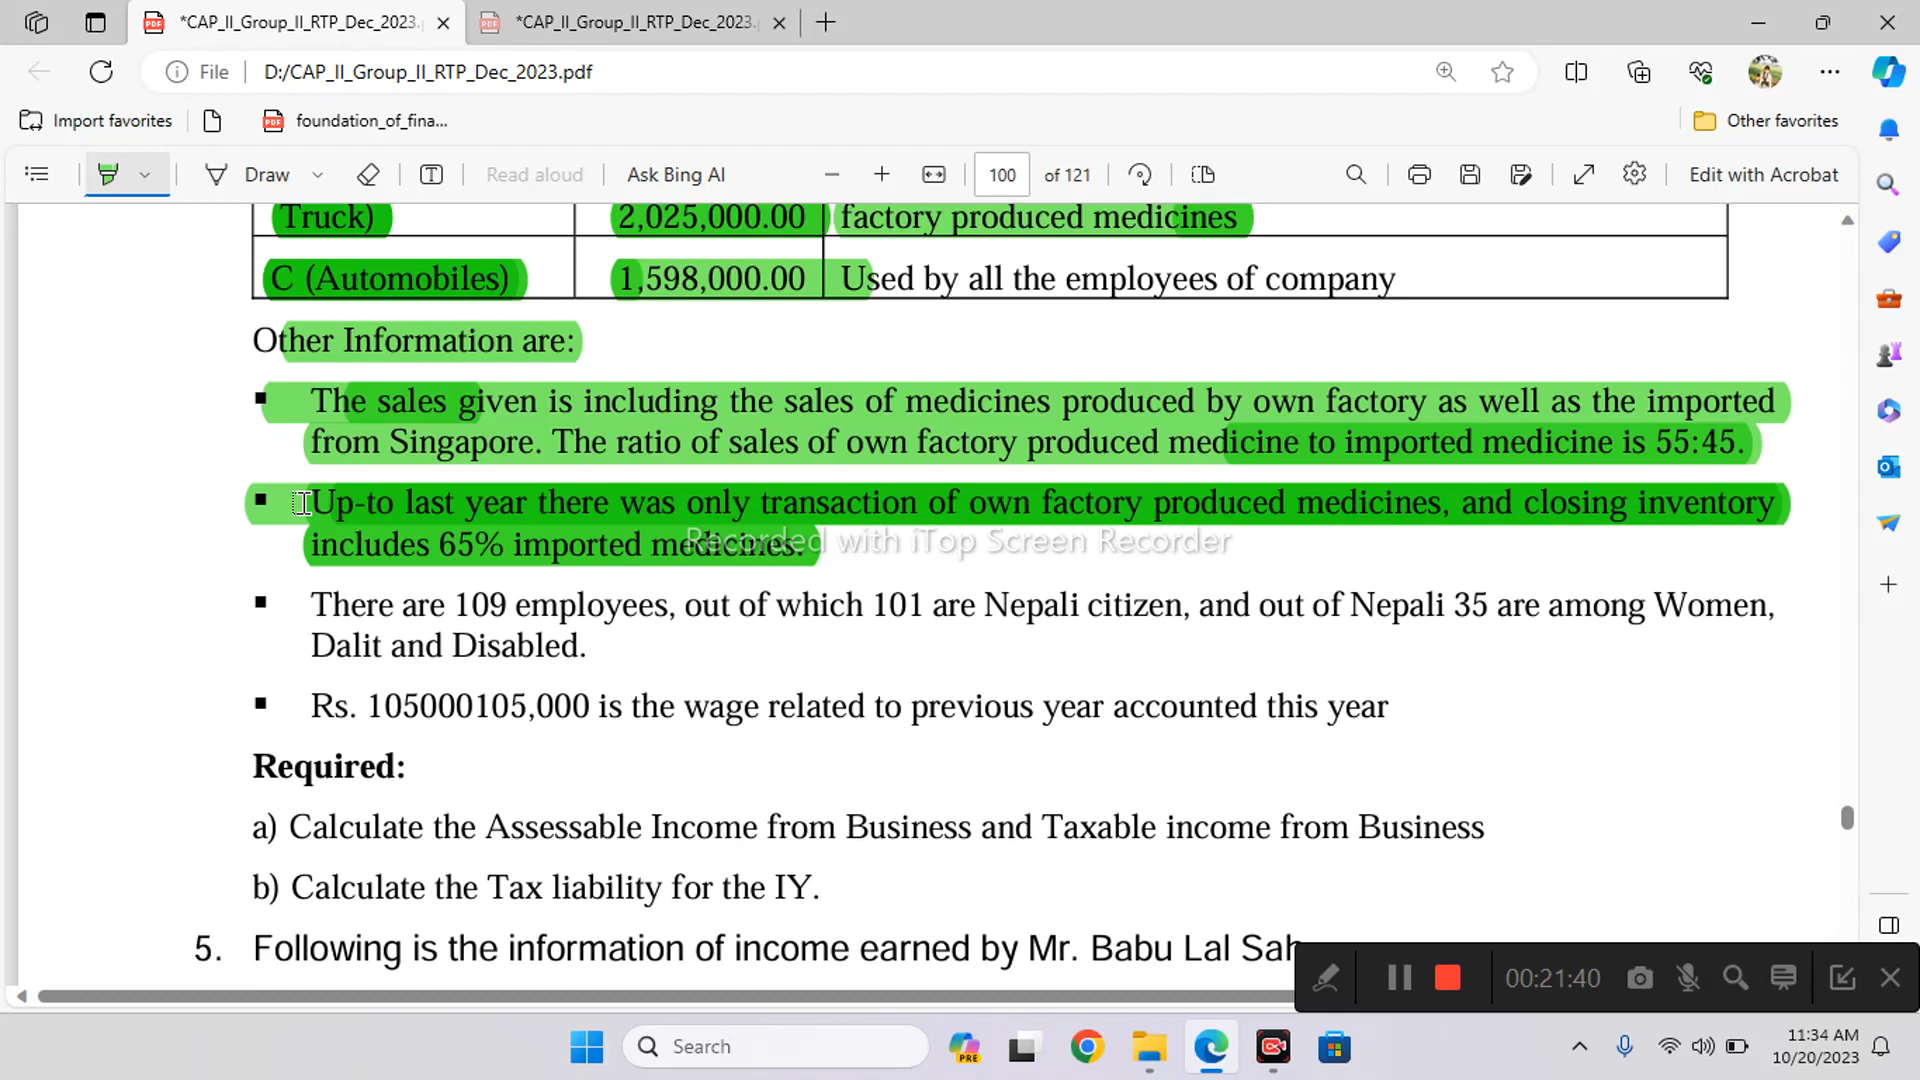 *CAP_II_Group_II_RTP_Dec_2023.
*CAP_II_Group_II_RTP_Dec_2023.
File
D:/CAP_II_Group_II_RTP_Dec_2023.pdf
Import favorites
foundation_of_fina...
Other favorites
Draw
Read aloud
Ask Bing AI
100
of 121
Edit with Acrobat
Truck)
2,025,000.00
factory produced medicines
C (Automobiles)
1,598,000.00
Used by all the employees of company
Other Information are:
▪ The sales given is including the sales of medicines produced by own factory as well as the imported
from Singapore. The ratio of sales of own factory produced medicine to imported medicine is 55:45.
▪ Up-to last year there was only transaction of own factory produced medicines, and closing inventory
includes 65% imported medicines.
Recorded with iTop Screen Recorder
▪ There are 109 employees, out of which 101 are Nepali citizen, and out of Nepali 35 are among Women,
Dalit and Disabled.
▪ Rs. 105000105,000 is the wage related to previous year accounted this year
Required:
a) Calculate the Assessable Income from Business and Taxable income from Business
b) Calculate the Tax liability for the IY.
5. Following is the information of income earned by Mr. Babu Lal Sah
00:21:40
Search
PRE
11:34 AM
10/20/2023